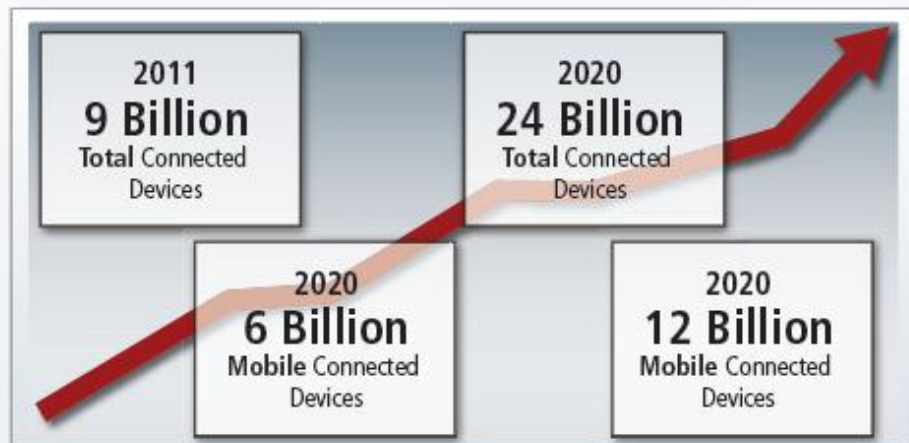 2011
9 Billion
Total Connected
Devices
2020
6 Billion
Mobile Connected
Devices
2020
24 Billion
Total Connected
Devices
2020
12 Billion
Mobile Connected
Devices